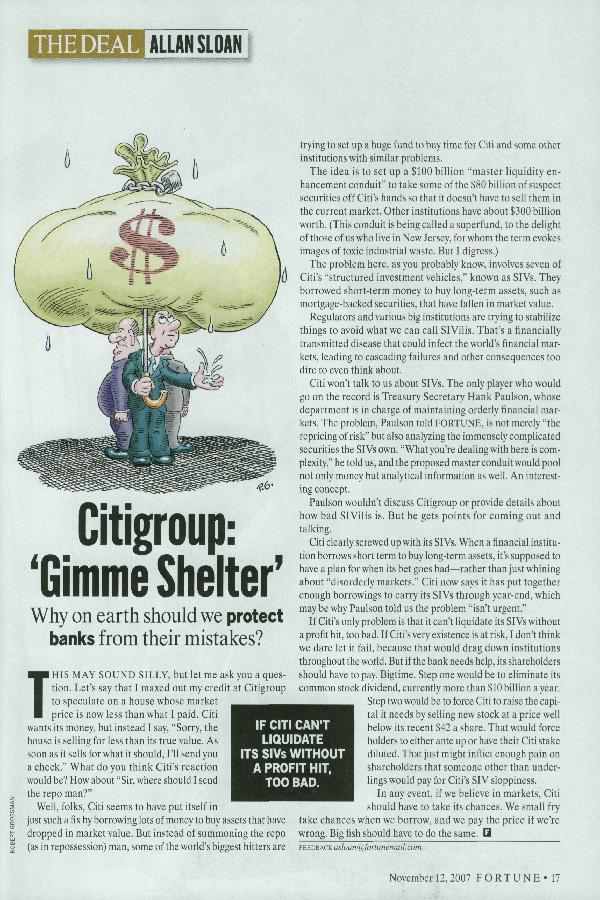 THE DEAL ALLAN SLOAN
$
R.G.
Citigroup:
'Gimme Shelter'
Why on earth should we protect
banks from their mistakes?
THIS MAY SOUND SILLY, but let me ask you a ques-
tion. Let's say that I maxed out my credit at Citigroup
to speculate on a house whose market
price is now less than what I paid. Citi
wants its money, but instead I say, "Sorry, the
house is selling for less than its true value. As
soon as it sells for what it should, I'll send you
a check." What do you think Citi's reaction
would be? How about "Sir, where should I send
the repo man?"
Well, folks, Citi seems to have put itself in
just such a fix by borrowing lots of money to buy assets that have
dropped in market value. But instead of summoning the repo
(as in repossession) man, some of the world's biggest hitters are
IF CITI CAN'T
LIQUIDATE
ITS SIVs WITHOUT
A PROFIT HIT,
TOO BAD.
trying to set up a huge fund to buy time for Citi and some other
institutions with similar problems.
The idea is to set up a $100 billion "master liquidity en-
hancement conduit" to take some of the $80 billion of suspect
securities off Citi's hands so that it doesn't have to sell them in
the current market. Other institutions have about $300 billion
worth. (This conduit is being called a superfund, to the
delight of those of us who live in New Jersey, for whom the term evokes
images of toxic industrial waste. But I digress.)
The problem here, as you probably know, involves seven of
Citi's "structured investment vehicles," known as SIVs. They
borrowed short-term money to buy long-term assets, such as
mortgage-backed securities, that have fallen in market value.
Regulators and various big institutions are trying to stabilize
things to avoid what we can call SIVilis. That's a financially
transmitted disease that could infect the world's financial mar-
kets, leading to cascading failures and other consequences too
dire to even think about.
Citi won't talk to us about SIVs. The only player who would
go on the record is Treasury Secretary Hank Paulson, whose
department is in charge of maintaining orderly financial mar-
kets. The problem, Paulson told FORTUNE, is not merely "the
repricing of risk" but also analyzing the immensely complicated
securities the SIVs own. "What you're dealing with here is com-
plexity," he told us, and the proposed master conduit would pool
not only money but analytical information as well. An interest-
ing concept.
Paulson wouldn't discuss Citigroup or provide details about
how bad SIVilis is. But he gets points for coming out and
talking.
Citi clearly screwed up with its SIVs. When a financial institu-
tion borrows short term to buy long-term assets, it's supposed to
have a plan for when its bet goes bad—rather than just whining
about "disorderly markets." Citi now says it has put together
enough borrowings to carry its SIVs through year-end, which
may be why Paulson told us the problem "isn't urgent."
If Citi's only problem is that it can't liquidate its SIVs without
a profit hit, too bad. If Citi's very existence is at risk, I don't think
we dare let it fail, because that would drag down institutions
throughout the world. But if the bank needs help, its shareholders
should have to pay. Bigtime. Step one would be to eliminate its
common stock dividend, currently more than $10 billion a year.
Step two would be to force Citi to raise the capi-
tal it needs by selling new stock at a price well
below its recent $42 a share. That would force
holders to either ante up or have their Citi stake
diluted. That just might inflict enough pain on
shareholders that someone other than under-
lings would pay for Citi's SIV sloppiness.
In any event, if we believe in markets, Citi
should have to take its chances. We small fry
take chances when we borrow, and we pay the price if we're
wrong. Big fish should have to do the same. F
FEEDBACK asloan@fortunemail.com
ROBERT GROSSMAN
November 12, 2007 FORTUNE • 17